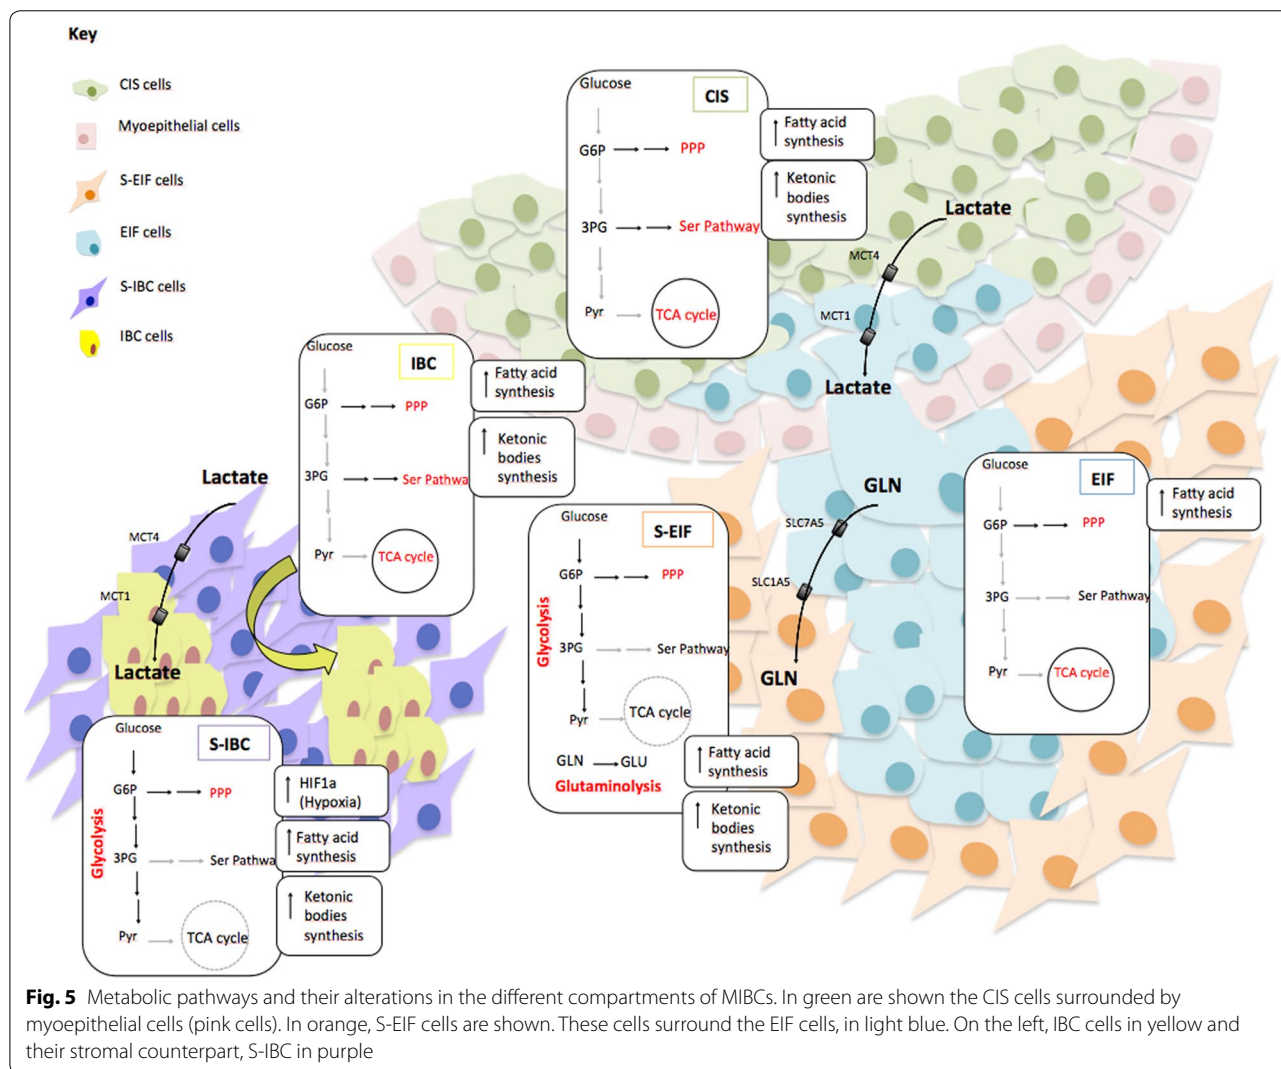 Key
CIS cells
Myoepithelial cells
S-EIF cells
EIF cells
S-IBC cells
IBC cells
Glucose
CIS
G6P
PPP
3PG
Ser Pathway
Pyr
TCA cycle
Fatty acid
synthesis
Ketonic
bodies
synthesis
Lactate
MCT4
MCT1
Lactate
Glucose
IBC
G6P
PPP
3PG
Ser Pathwa
Pyr
TCA cycle
Fatty acid
synthesis
Ketonic
bodies
synthesis
Lactate
MCT4
MCT1
Lactate
GLN
SLC7A5
SLC1A5
GLN
Glucose
EIF
G6P
PPP
3PG
Ser Pathway
Pyr
TCA cycle
Fatty acid
synthesis
Glucose
S-EIF
G6P
PPP
Glycolysis
3PG
Ser Pathway
Pyr
TCA cycle
GLN
GLU
Glutaminolysis
Fatty acid
synthesis
Ketonic
bodies
synthesis
Glucose
S-IBC
G6P
PPP
Glycolysis
3PG
Ser Pathwa
Pyr
TCA cycle
HIF1a
(Hypoxia)
Fatty acid
synthesis
Ketonic
bodies
synthesis
Fig. 5 Metabolic pathways and their alterations in the different compartments of MIBCs. In green are shown the CIS cells surrounded by
myoepithelial cells (pink cells). In orange, S-EIF cells are shown. These cells surround the EIF cells, in light blue. On the left, IBC cells in yellow and
their stromal counterpart, S-IBC in purple